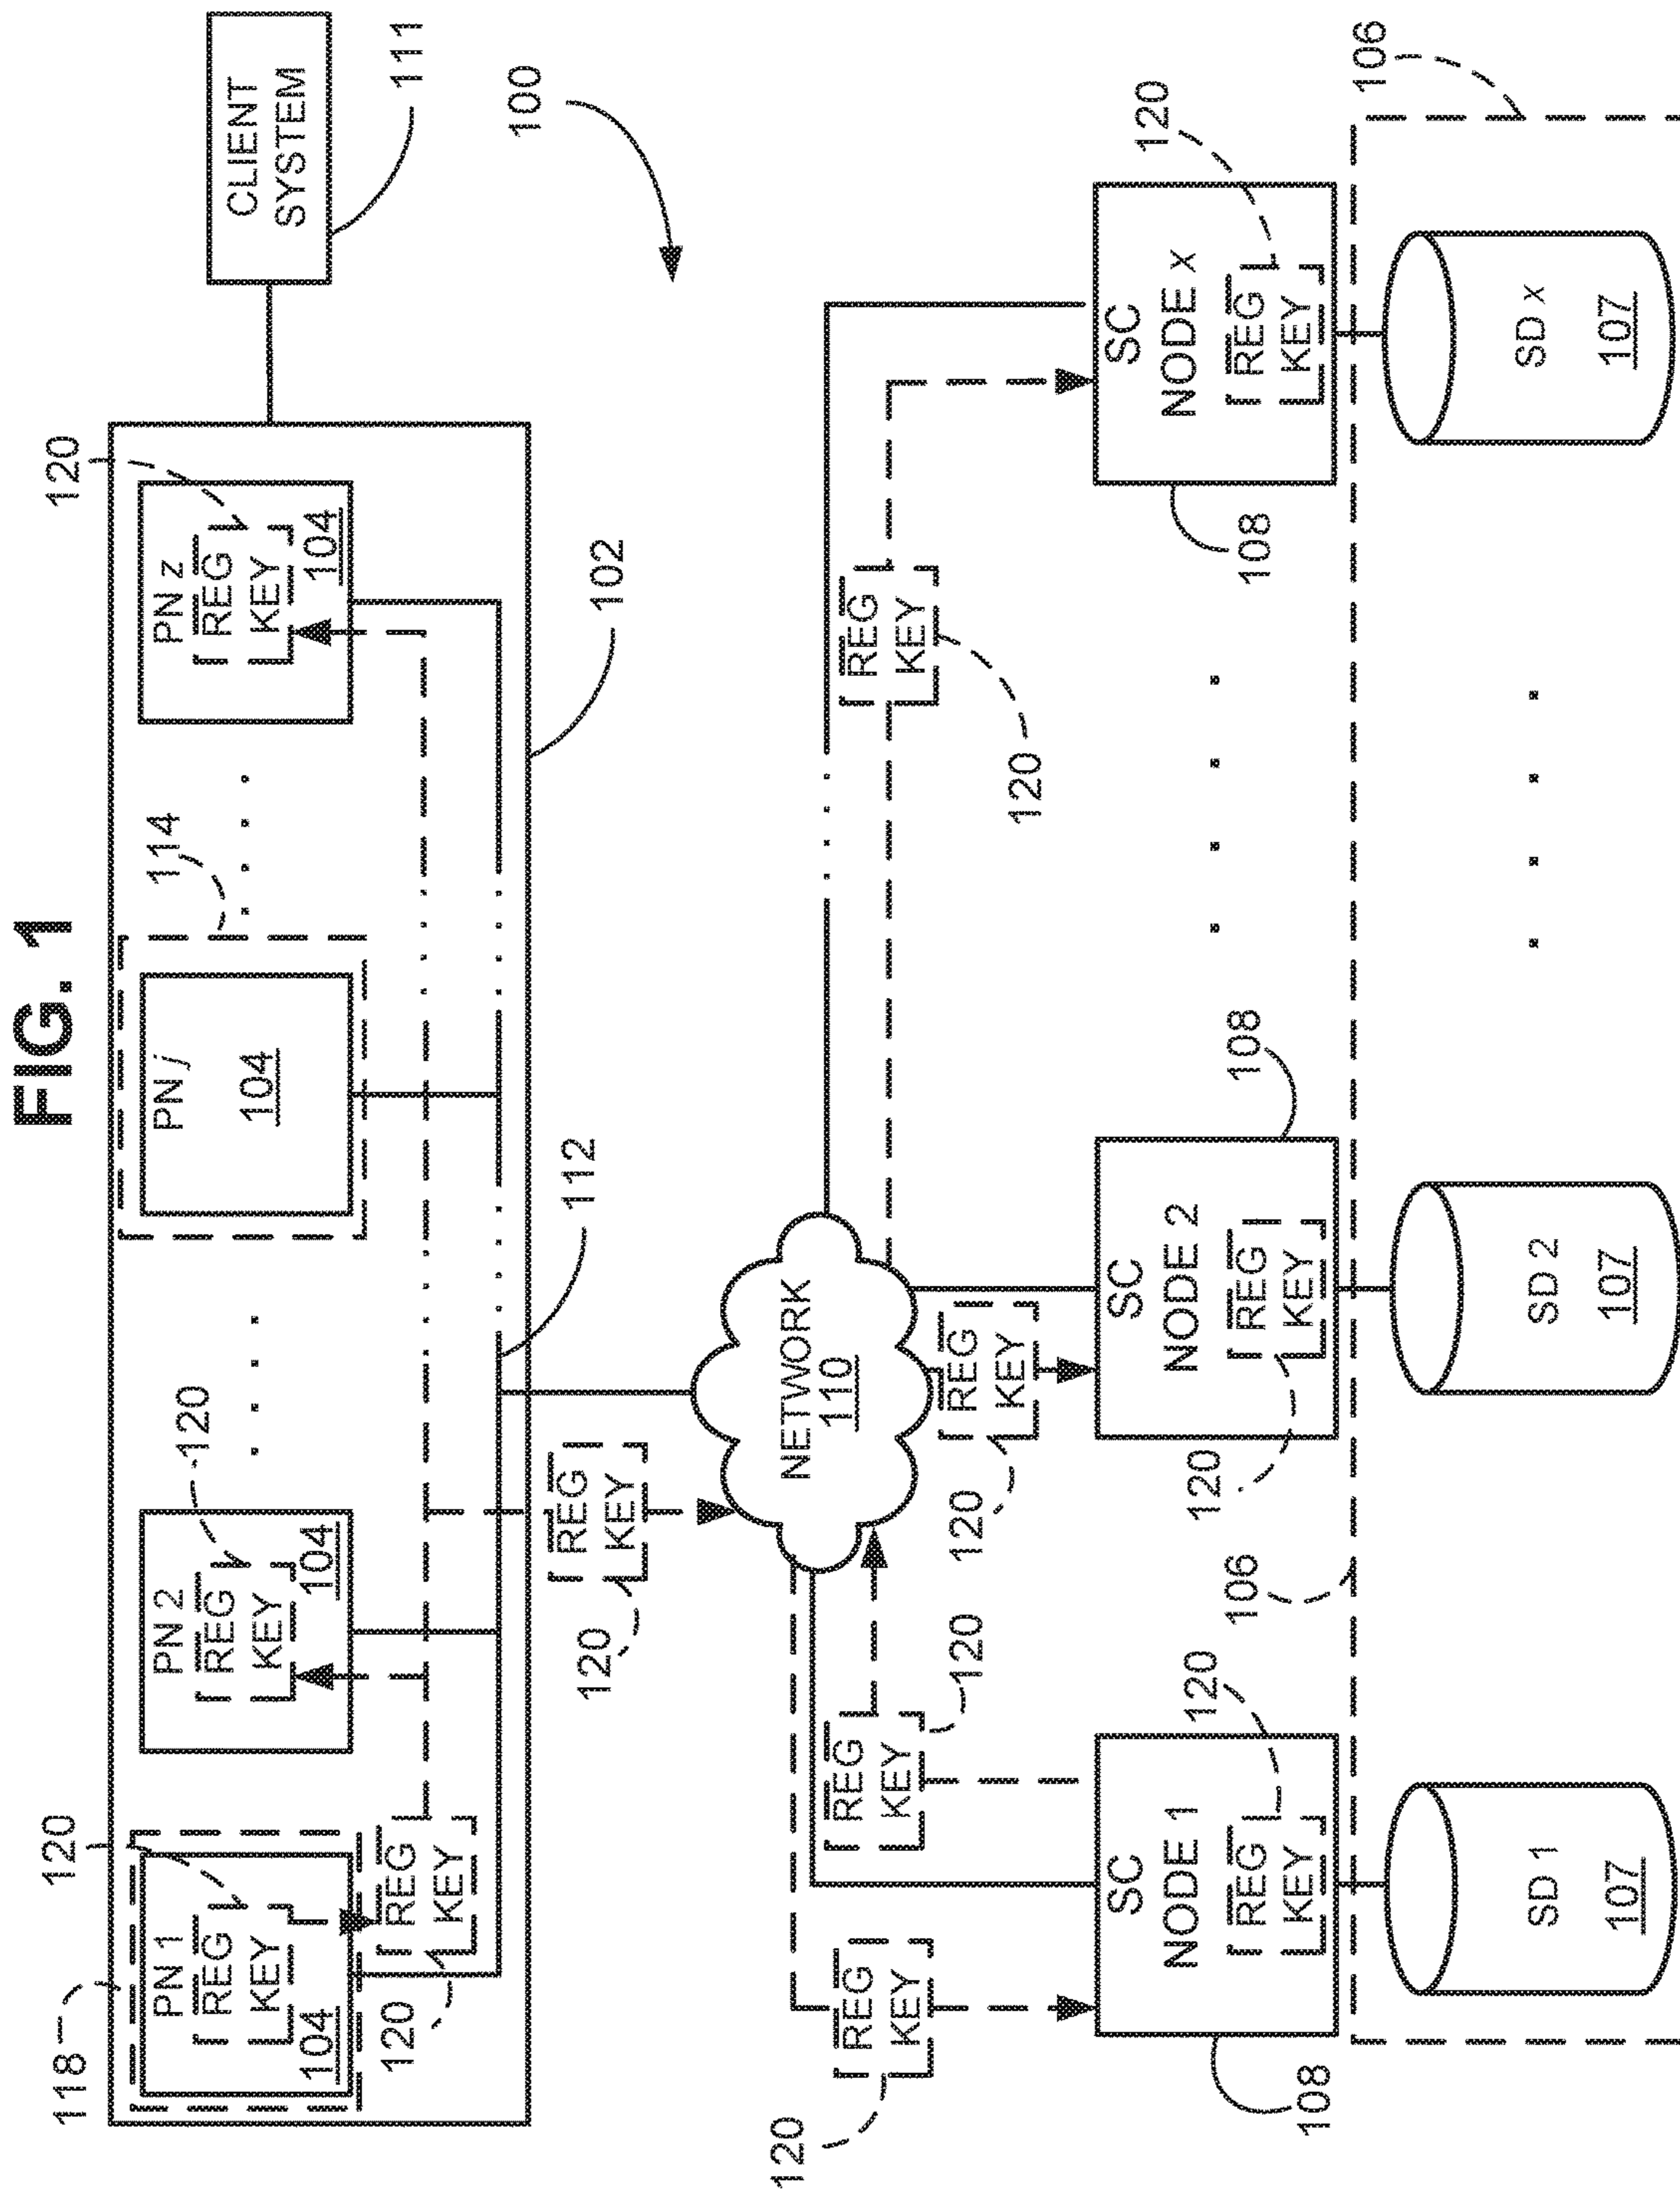 FIG. 1
118
120
120
114
120
PN 1
REG
KEY
104
PN 2
REG
KEY
104
PN j
104
PN z
REG
KEY
104
CLIENT
SYSTEM
111
REG
KEY
120
112
102
100
REG
KEY
120
NETWORK
110
120
REG
KEY
REG
KEY
120
REG
KEY
120
REG
KEY
120
108
SC
NODE 1
REG
KEY
120
106
SC
NODE 2
REG
KEY
120
108
108
SC
NODE x
REG
KEY
120
106
SD 1
107
SD 2
107
SD x
107